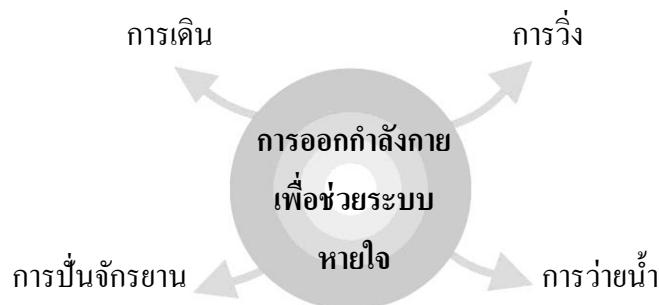 การเดิน
การวิ่ง
การออกกำลังกาย
เพื่อช่วยระบบ
หายใจ
การปั่นจักรยาน
การว่ายน้ำ